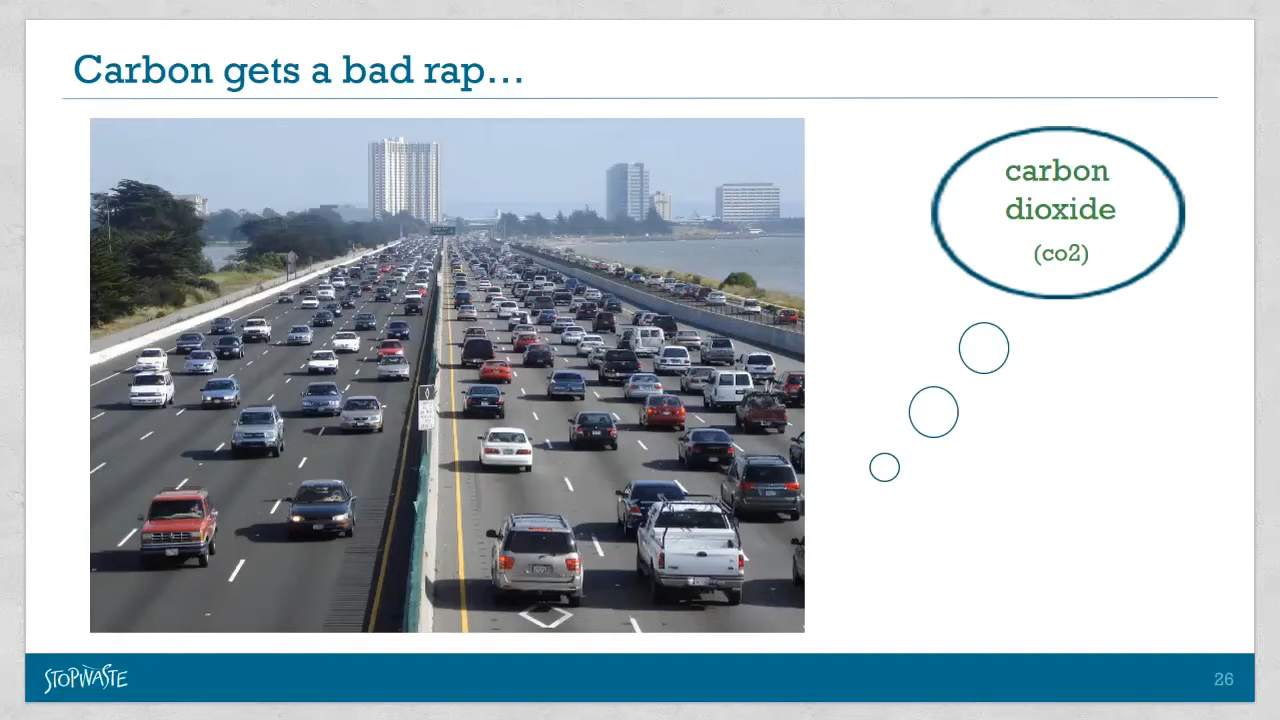 Carbon gets a bad rap...
carbon
dioxide
(co2)
STOPWASTE
26